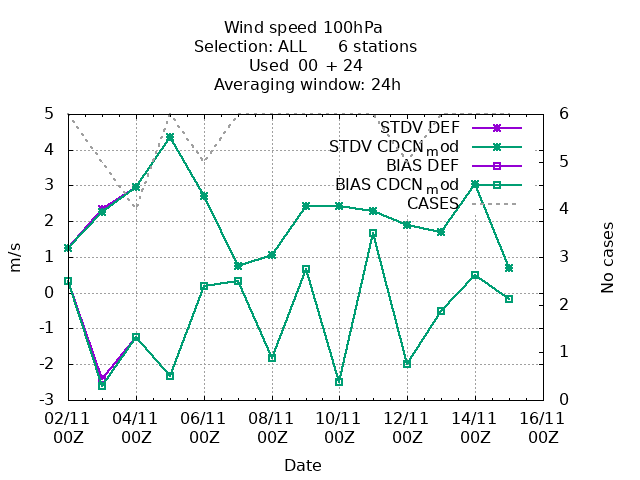 Wind speed 100hPa
Selection: ALL 6 stations
Used 00 + 24
Averaging window: 24h
5 6
STDV DEF
4 STDV CDCN_mod
5
BIAS DEF
3 BIAS CDCN_mod
4
CASES
2
1 3
0
2
-1
-2 1
-3 0
m/s
No cases
02/11 04/11 06/11 08/11 10/11 12/11 14/11 16/11
00Z 00Z 00Z 00Z 00Z 00Z 00Z 00Z
Date